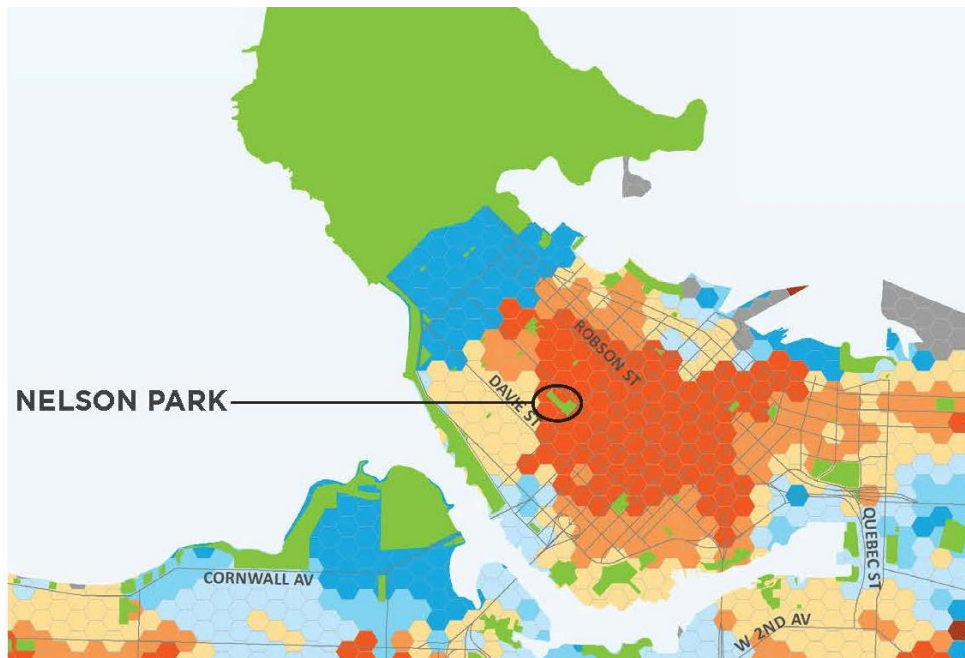 ROBSON ST
DAVIE ST
NELSON PARK
QUEBEC ST
CORNWALL AV
W 2ND AV